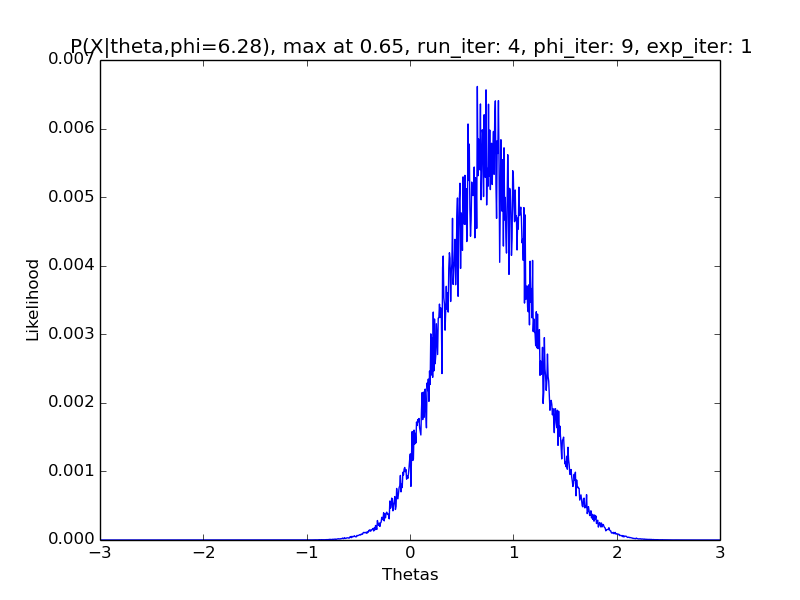 P(X|theta,phi=6.28), max at 0.65, run_iter: 4, phi_iter: 9, exp_iter: 1
0.007
0.006
0.005
0.004
0.003
0.002
0.001
0.000
Likelihood
−3 −2 −1 0 1 2 3
Thetas